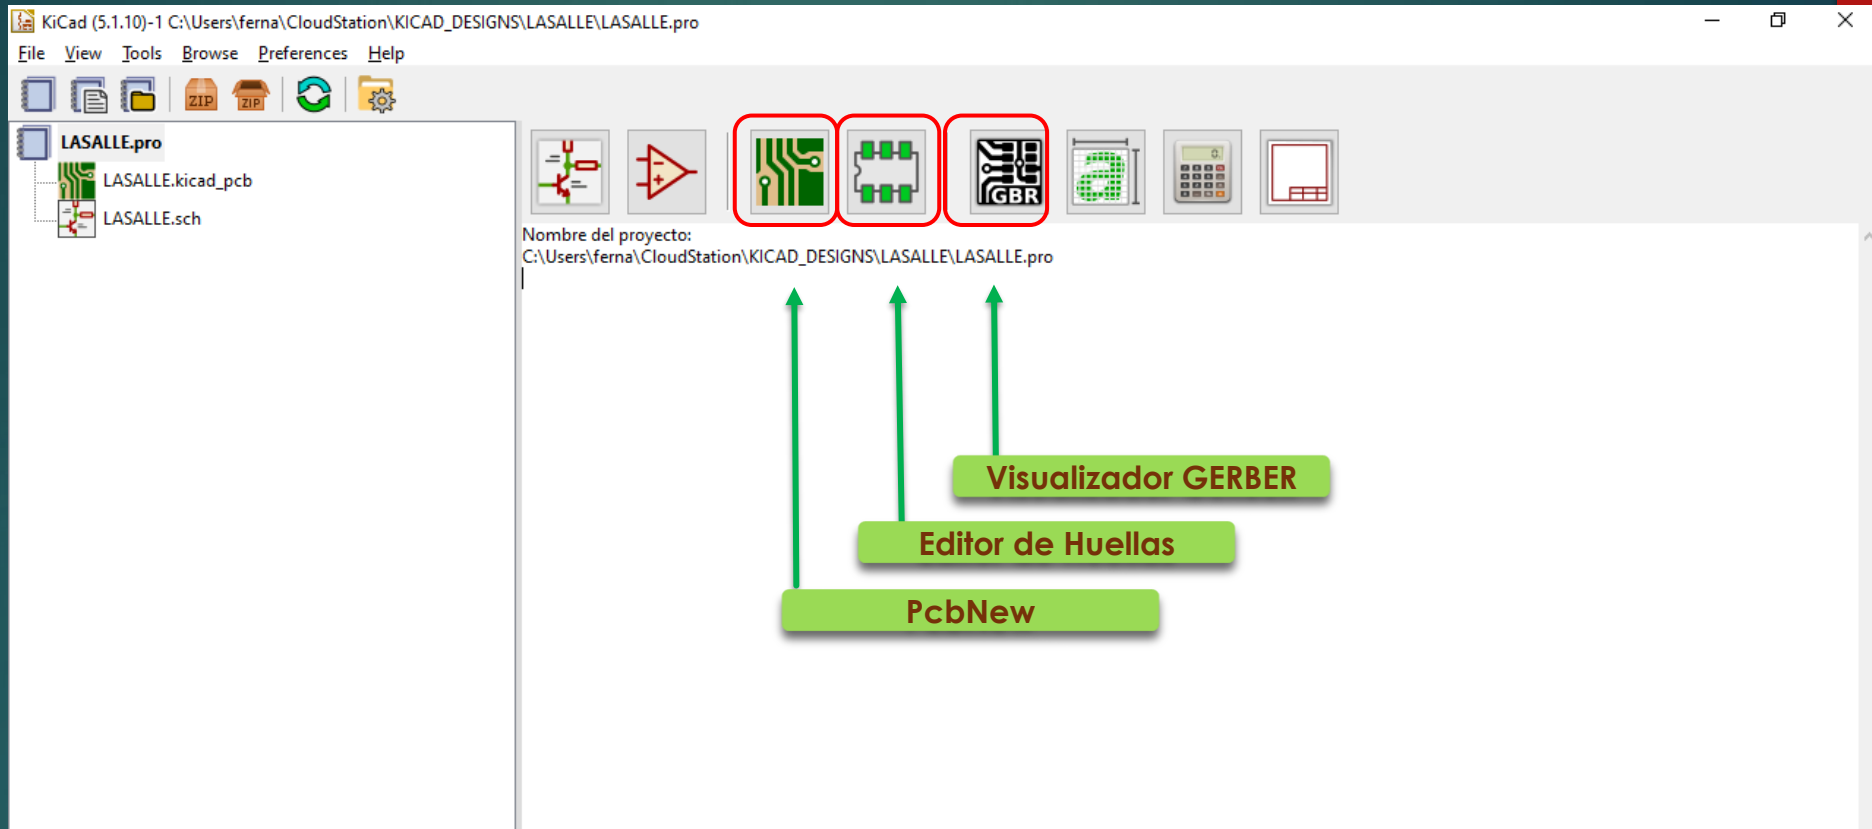 KiCad (5.1.10)-1 C:\Users\ferna\CloudStation\KICAD_DESIGNS\LASALLE\LASALLE.pro
File View Tools Browse Preferences Help
ZIP ZIP
LASALLE.pro
LASALLE.kicad_pcb
LASALLE.sch
GBR
a
0.
Nombre del proyecto:
C:\Users\ferna\CloudStation\KICAD_DESIGNS\LASALLE\LASALLE.pro
Visualizador GERBER
Editor de Huellas
PcbNew